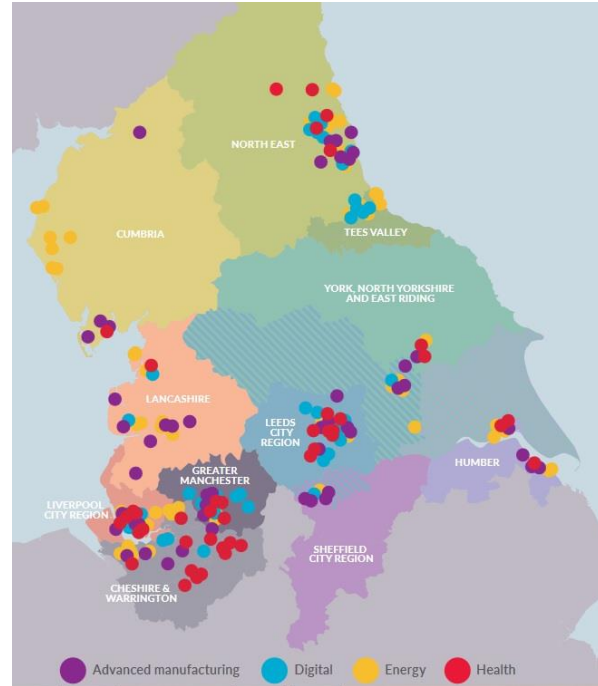 NORTH EAST
CUMBRIA
TEES VALLEY
YORK, NORTH YORKSHIRE
AND EAST RIDING
LANCASHIRE
LEEDS
CITY
REGION
GREATER
MANCHESTER
HUMBER
LIVERPOOL
CITY REGION
SHEFFIELD
CITY REGION
CHESHIRE &
WARRINGTON
Advanced manufacturing
Digital
Energy
Health